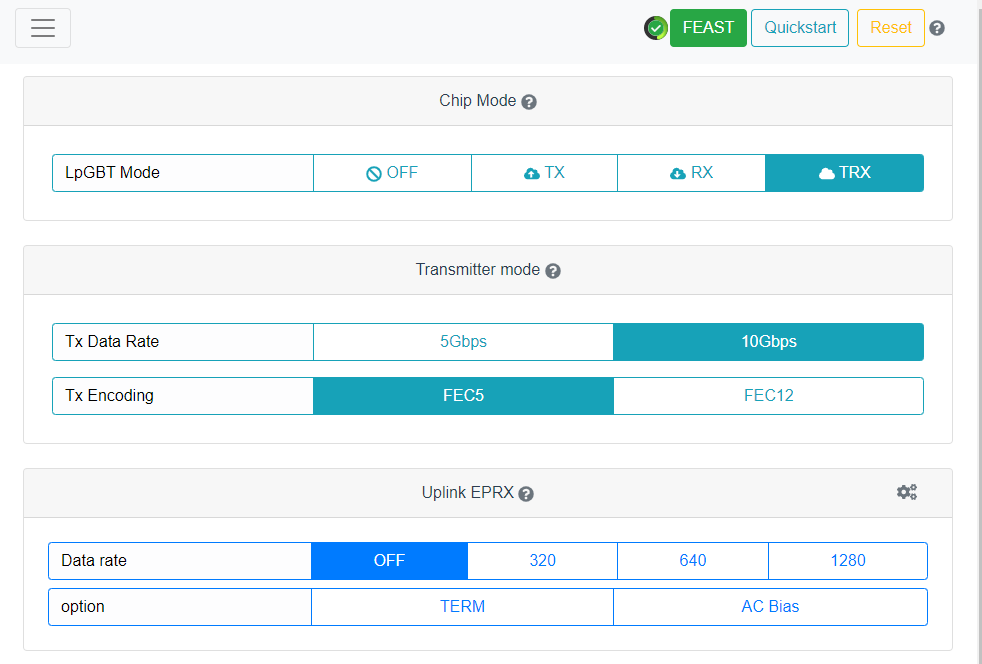 FEAST Quickstart Reset
Chip Mode
LpGBT Mode OFF TX RX TRX
Transmitter mode
Tx Data Rate 5Gbps 10Gbps
Tx Encoding FEC5 FEC12
Uplink EPRX
Data rate OFF 320 640 1280
option TERM AC Bias